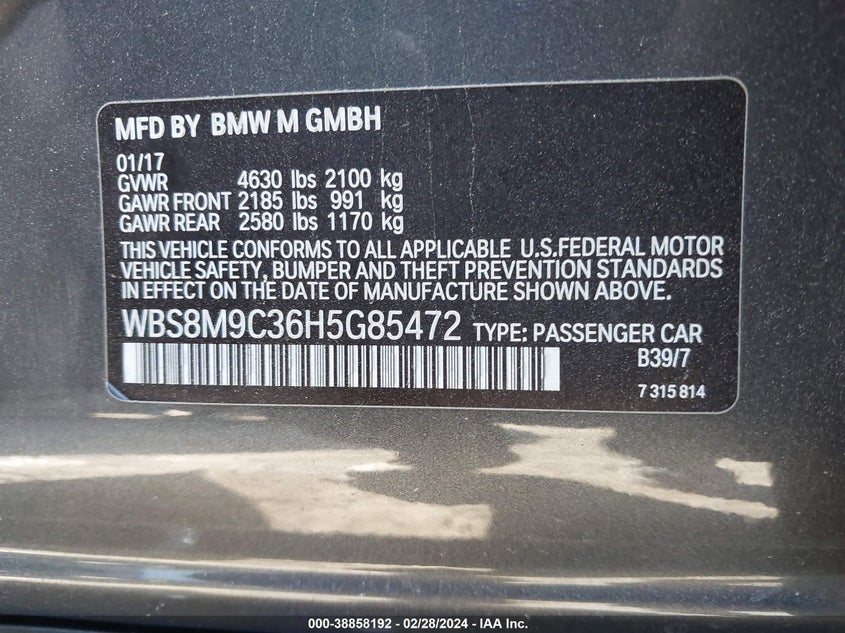 MFD BY BMW M GMBH
01/17
GVWR 4630 lbs 2100 kg
GAWR FRONT 2185 lbs 991 kg
GAWR REAR 2580 lbs 1170 kg
THIS VEHICLE CONFORMS TO ALL APPLICABLE U.S.FEDERAL MOTOR
VEHICLE SAFETY, BUMPER AND THEFT PREVENTION STANDARDS
IN EFFECT ON THE DATE OF MANUFACTURE SHOWN ABOVE.
WBS8M9C36H5G85472 TYPE: PASSENGER CAR
B39/7
7 315 814
000-38858192 - 02/28/2024 - IAA Inc.